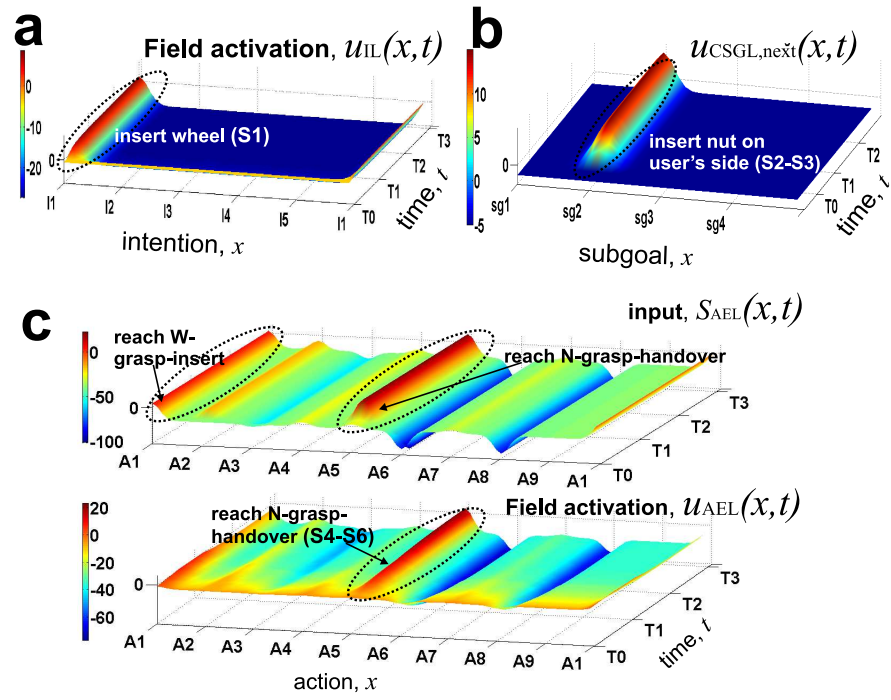 a
Field activation, uIL(x,t)
0
-10
-20
insert wheel (S1)
0
I1
I2
I3
I4
I5
I1
T0
T1
T2
T3
intention, x
time, t
b
uCSGL,next(x,t)
10
5
0
-5
0
insert nut on
user's side (S2-S3)
sg1
sg2
sg3
sg4
T0
T1
T2
subgoal, x
time, t
c
input, SAEL(x,t)
reach W-
grasp-insert
reach N-grasp-handover
0
-50
-100
0
A1
A2
A3
A4
A5
A6
A7
A8
A9
A1
T0
T1
T2
T3
Field activation, uAEL(x,t)
reach N-grasp-
handover (S4-S6)
20
0
-20
-40
-60
0
A1
A2
A3
A4
A5
A6
A7
A8
A9
A1
T0
T1
T2
T3
action, x
time, t